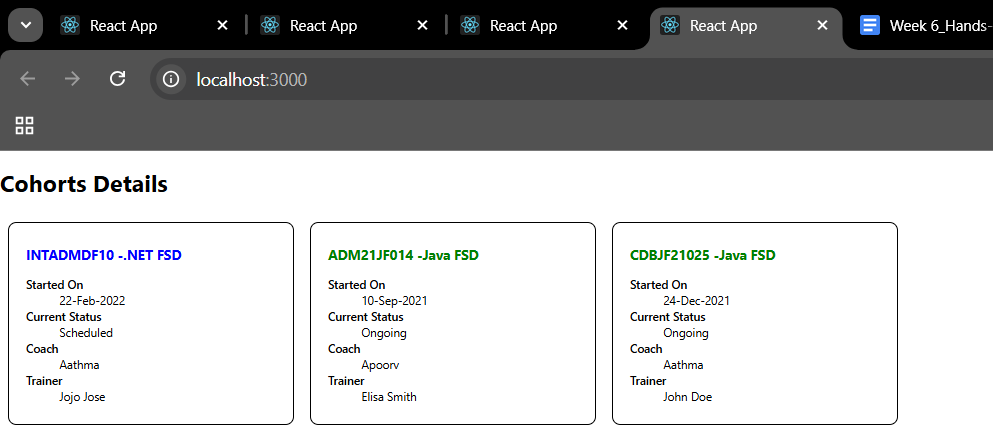 React App
React App
React App
React App
Week 6_Hands-
localhost:3000
Cohorts Details
INTADMDF10 -.NET FSD
Started On
22-Feb-2022
Current Status
Scheduled
Coach
Aathma
Trainer
Jojo Jose
ADM21JF014 -Java FSD
Started On
10-Sep-2021
Current Status
Ongoing
Coach
Apoorv
Trainer
Elisa Smith
CDBJF21025 -Java FSD
Started On
24-Dec-2021
Current Status
Ongoing
Coach
Aathma
Trainer
John Doe